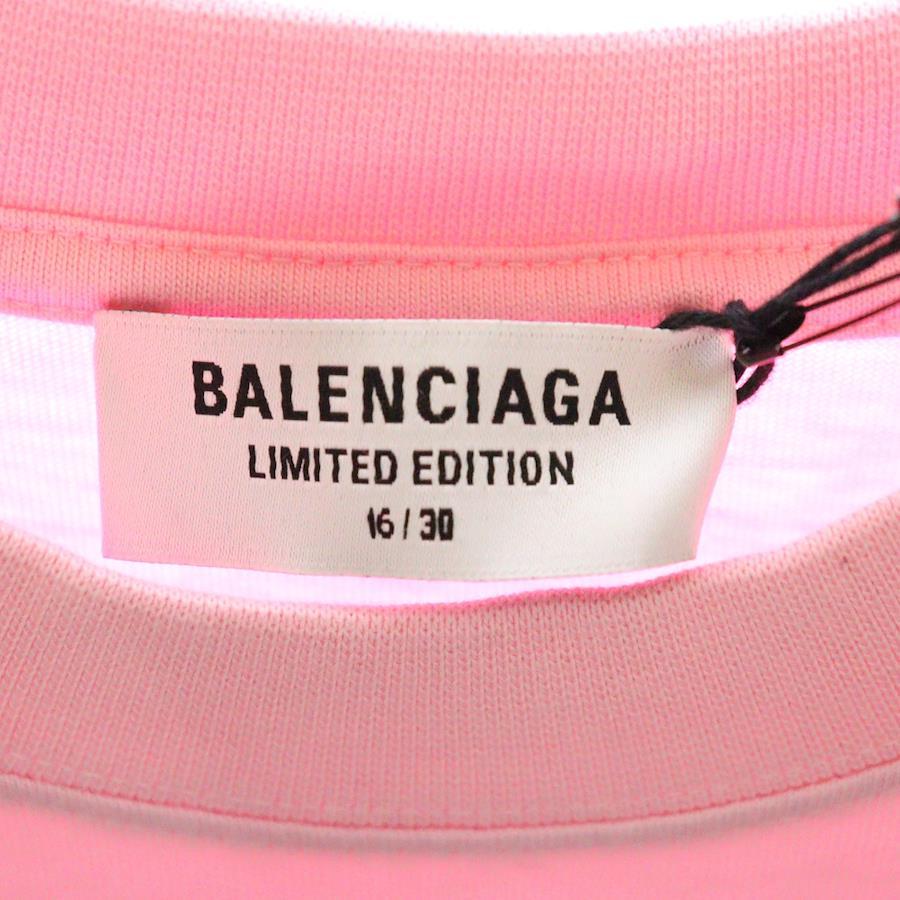 BALENCIAGA
LIMITED EDITION
16 / 30